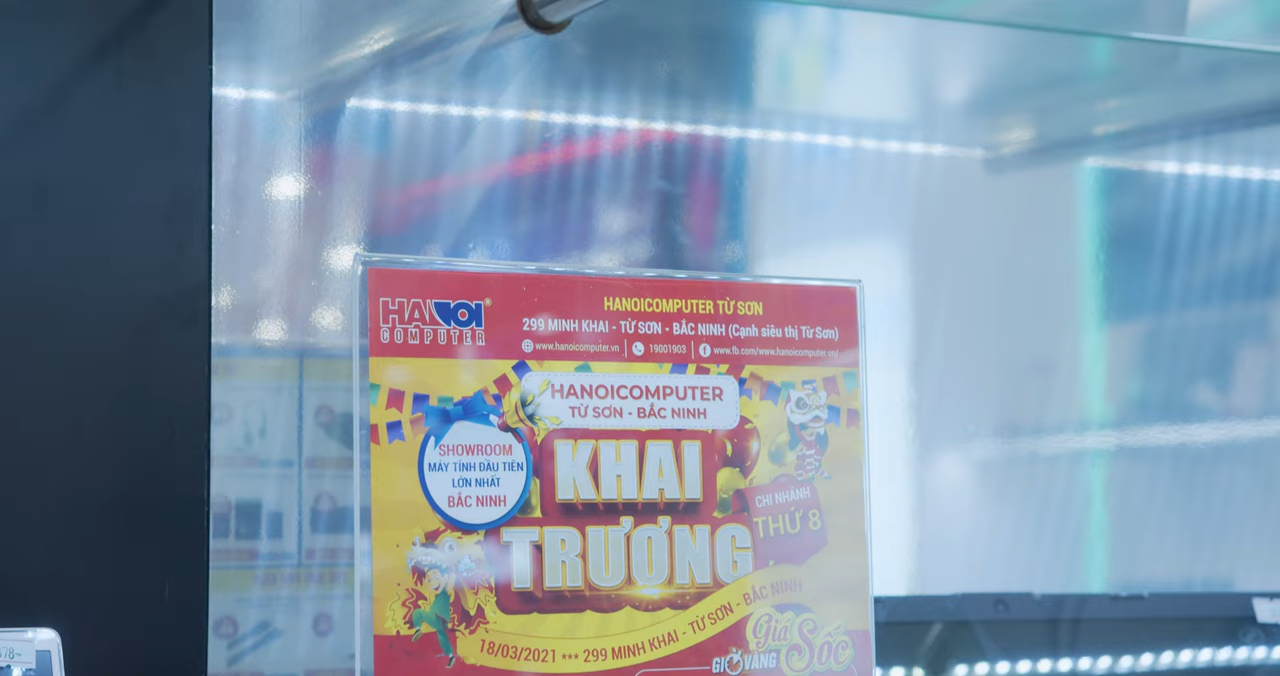 HANOI COMPUTER
HANOICOMPUTER TỪ SƠN
299 MINH KHAI - TỪ SƠN - BẮC NINH (Cạnh siêu thị Từ Sơn)
www.hanoicomputer.vn | 19001903 | www.fb.com/www.hanoicomputer.vn/
HANOICOMPUTER
TỪ SƠN - BẮC NINH
SHOWROOM
MÁY TÍNH ĐẦU TIÊN
LỚN NHẤT
BẮC NINH
KHAI
TRƯƠNG
CHI NHÁNH
THỨ 8
18/03/2021 *** 299 MINH KHAI - TỪ SƠN - BẮC NINH
GIỜ VÀNG
Giá Sốc